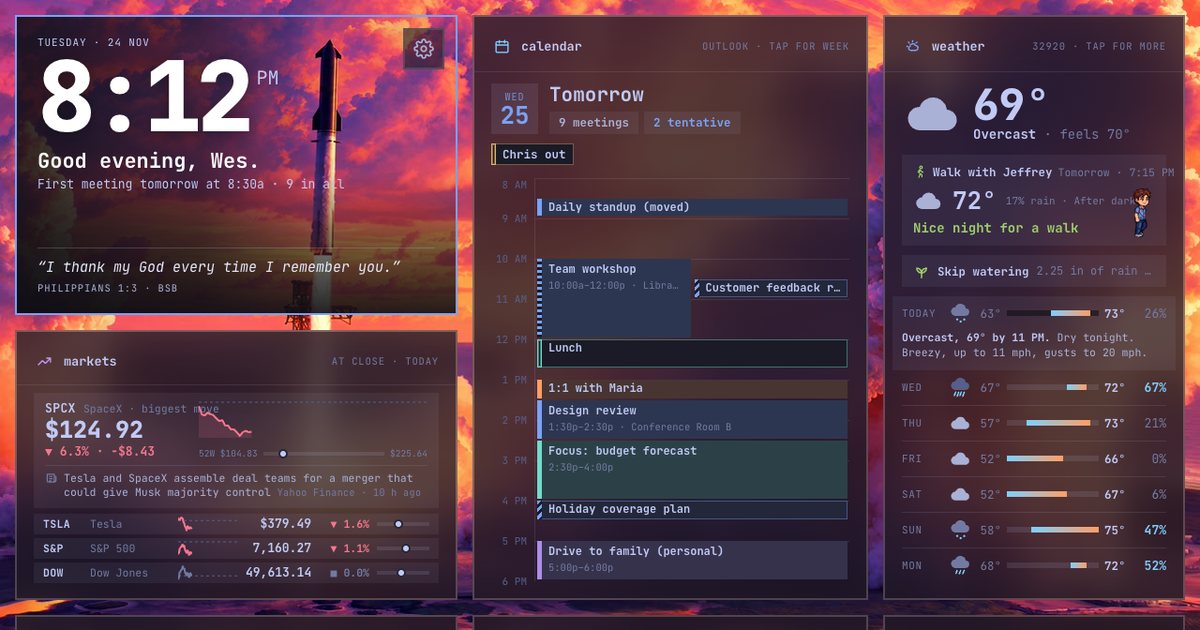 TUESDAY · 24 NOV
8:12 PM
Good evening, Wes.
First meeting tomorrow at 8:30a · 9 in all
“I thank my God every time I remember you.”
PHILIPPIANS 1:3 · BSB
markets
AT CLOSE · TODAY
SPCX SpaceX · biggest move
$124.92
▼ 6.3% · -$8.43
52W $104.83
$225.64
Tesla and SpaceX assemble deal teams for a merger that
could give Musk majority control Yahoo Finance · 10 h ago
TSLA Tesla $379.49 ▼ 1.6%
S&P S&P 500 7,160.27 ▼ 1.1%
DOW Dow Jones 49,613.14 ■ 0.0%
calendar
OUTLOOK · TAP FOR WEEK
WED
25
Tomorrow
9 meetings 2 tentative
Chris out
8 AM
Daily standup (moved)
9 AM
10 AM
Team workshop
10:00a–12:00p · Libra…
Customer feedback r…
11 AM
12 PM
Lunch
1 PM
1:1 with Maria
Design review
2 PM
1:30p–2:30p · Conference Room B
Focus: budget forecast
3 PM
2:30p–4:00p
4 PM
Holiday coverage plan
5 PM
Drive to family (personal)
5:00p–6:00p
6 PM
weather
32920 · TAP FOR MORE
69°
Overcast · feels 70°
Walk with Jeffrey Tomorrow · 7:15 PM
72° 17% rain · After dark
Nice night for a walk
Skip watering 2.25 in of rain …
TODAY 63° 73° 26%
Overcast, 69° by 11 PM. Dry tonight.
Breezy, up to 11 mph, gusts to 20 mph.
WED 67° 72° 67%
THU 57° 73° 21%
FRI 52° 66° 0%
SAT 52° 67° 6%
SUN 58° 75° 47%
MON 68° 72° 52%